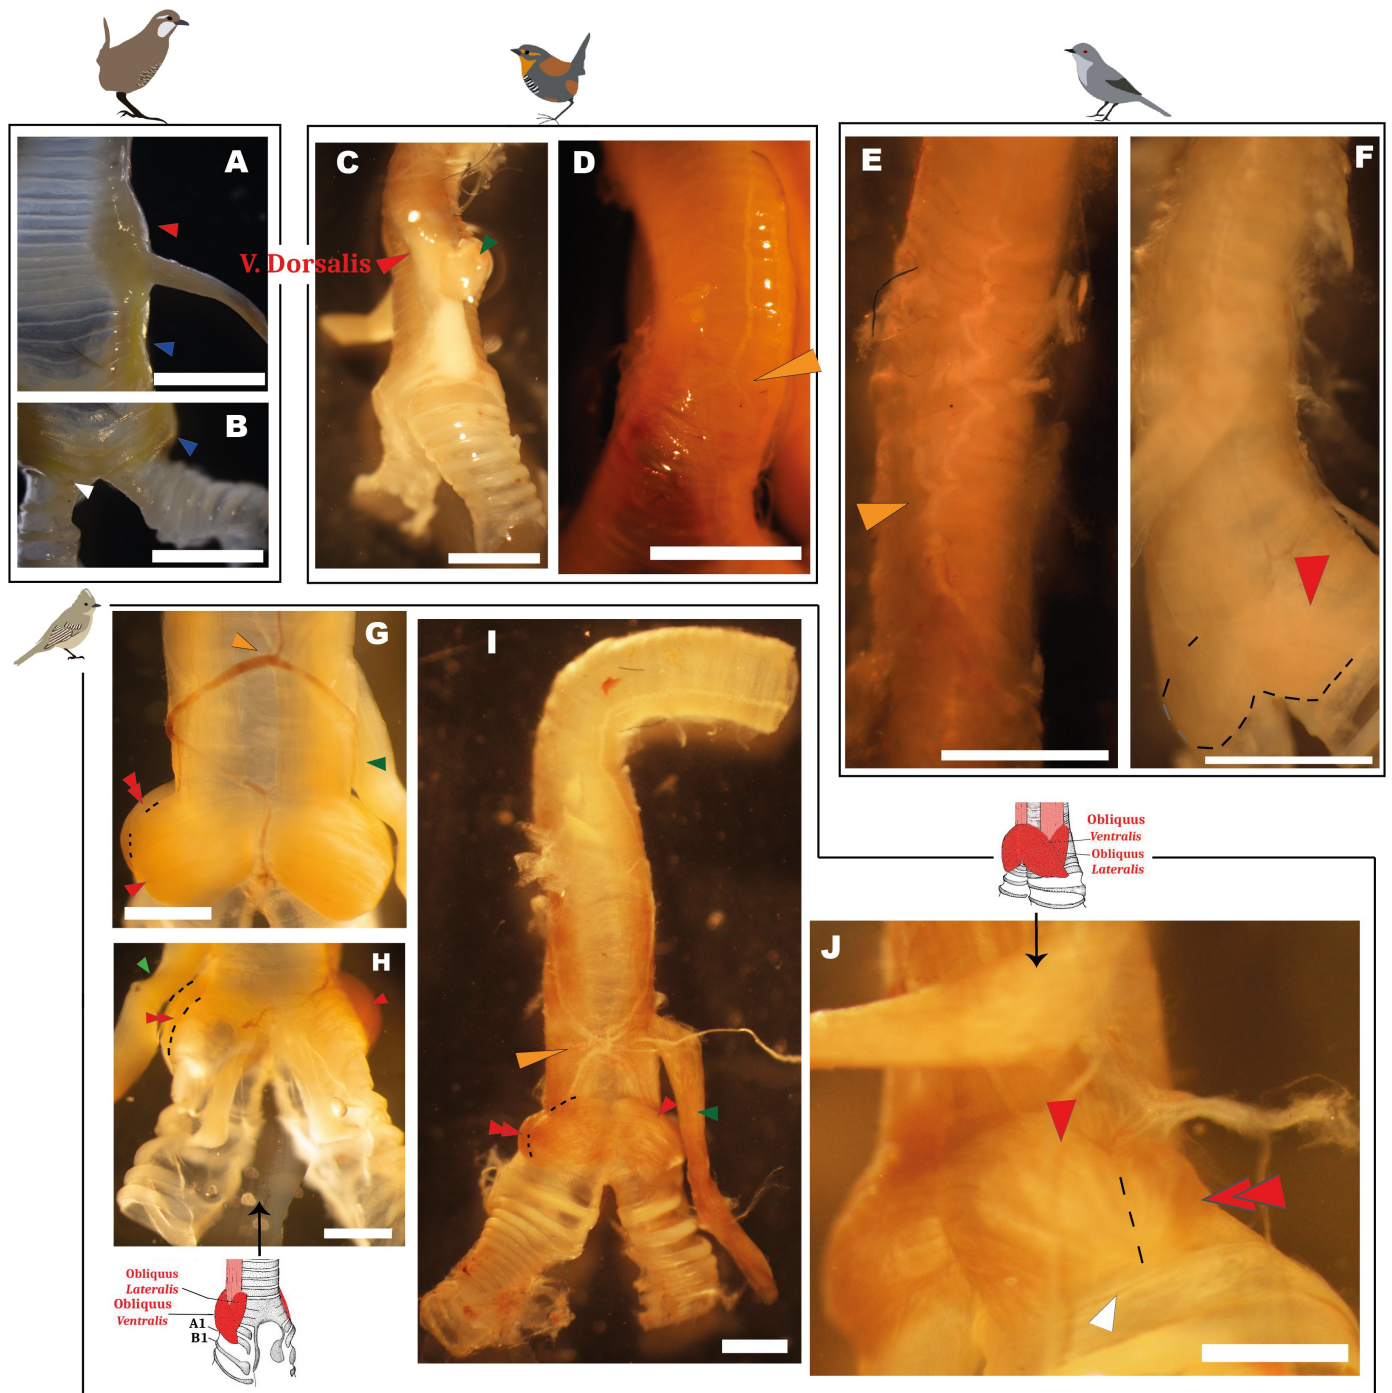 A
B
C
D
V. Dorsalis
E
F
G
H
I
J
Obliquus
Ventralis
Obliquus
Lateralis
Obliquus
Lateralis
Obliquus
Ventralis
A1
B1